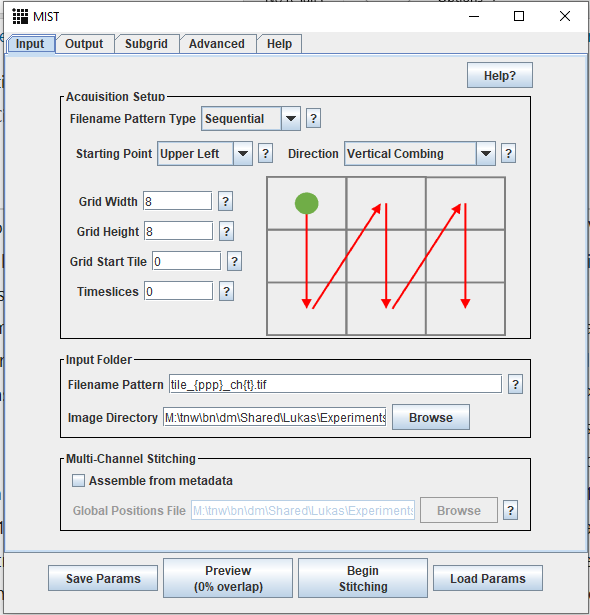 MIST
Input Output Subgrid Advanced Help
Help?
Acquisition Setup
Filename Pattern Type Sequential ?
Starting Point Upper Left ? Direction Vertical Combing ?
Grid Width 8 ?
Grid Height 8 ?
Grid Start Tile 0 ?
Timeslices 0 ?
Input Folder
Filename Pattern tile_{ppp}_ch{t}.tif ?
Image Directory M:\tnw\bn\dm\Shared\Lukas\Experiments Browse
Multi-Channel Stitching
Assemble from metadata
Global Positions File M:\tnw\bn\dm\Shared\Lukas\Experiments Browse ?
Save Params Preview (0% overlap) Begin Stitching Load Params